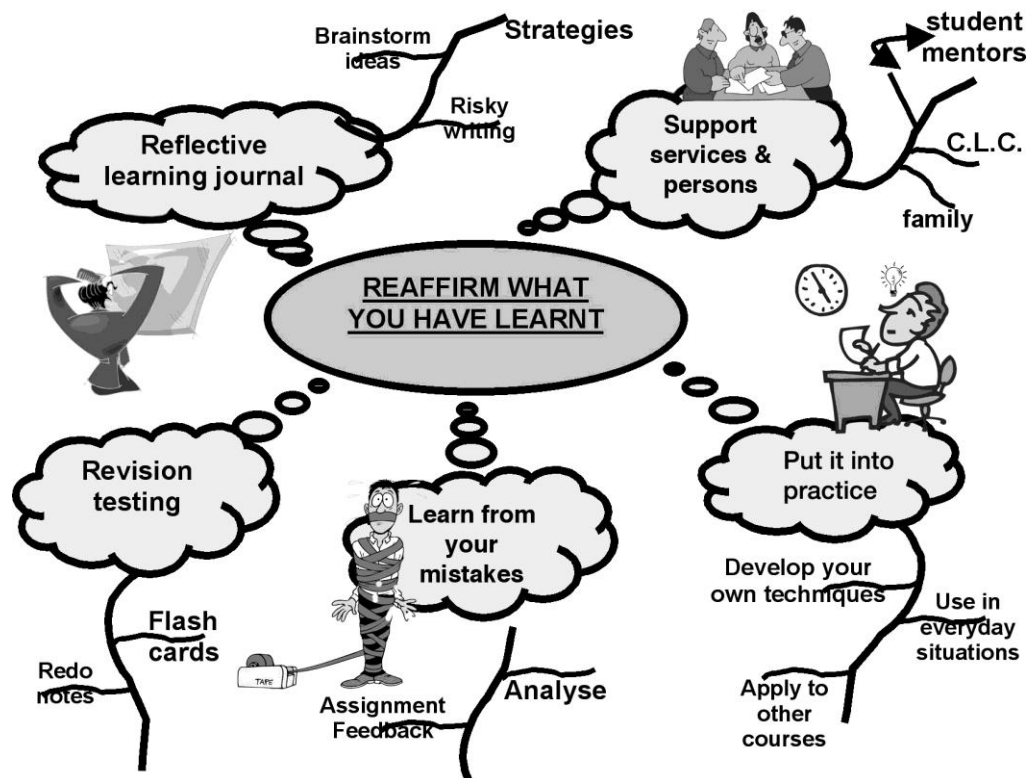 REAFFIRM WHAT
YOU HAVE LEARNT
Reflective
learning journal
Brainstorm
ideas
Strategies
Risky
writing
Support
services &
persons
student
mentors
C.L.C.
family
Put it into
practice
Develop your
own techniques
Use in
everyday
situations
Apply to
other
courses
Learn from
your
mistakes
TAPE
Assignment
Feedback
Analyse
Revision
testing
Flash
cards
Redo
notes